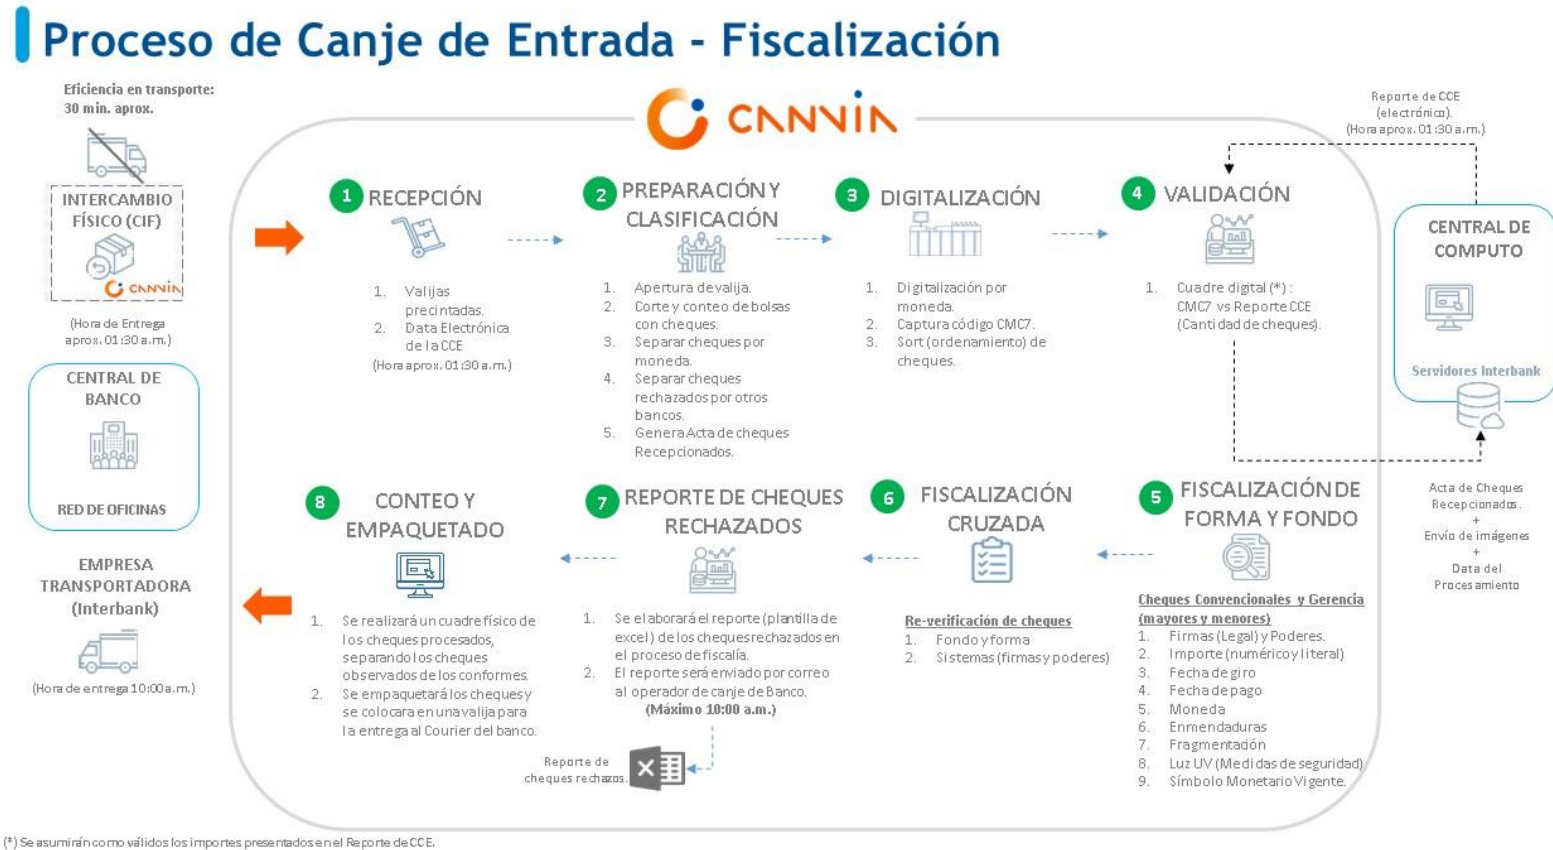 Proceso de Canje de Entrada - Fiscalización
Eficiencia en transporte:
30 min. aprox.
INTERCAMBIO
FÍSICO (CIF)
CANVIA
(Hora de Entrega
aprox. 01:30 a.m.)
CENTRAL DE
BANCO
RED DE OFICINAS
EMPRESA
TRANSPORTADORA
(Interbank)
(Hora de entrega 10:00 a.m.)
CANVIA
1 RECEPCIÓN
1. Valijas
precintadas.
2. Data Electrónica
de la CCE
(Hora aprox. 01:30 a.m.)
2 PREPARACIÓN Y
CLASIFICACIÓN
1. Apertura de valija.
2. Corte y conteo de bolsas
con cheques.
3. Separar cheques por
moneda.
4. Separar cheques
rechazados por otros
bancos.
5. Genera Acta de cheques
Recepcionados.
3 DIGITALIZACIÓN
1. Digitalización por
moneda.
2. Captura código CMC7.
3. Sort (ordenamiento) de
cheques.
4 VALIDACIÓN
1. Cuadre digital (*) :
CMC7 vs Reporte CCE
(Cantidad de cheques).
Reporte de CCE
(electrónica).
(Hora aprox. 01:30 a.m.)
CENTRAL DE
COMPUTO
Servidores Interbank
Acta de Cheques
Recepcionados.
+
Envío de imágenes
+
Data del
Procesamiento
5 FISCALIZACIÓN DE
FORMA Y FONDO
Cheques Convencionales y Gerencia
(mayores y menores)
1. Firmas (Legal) y Poderes.
2. Importe (numérico y literal)
3. Fecha de giro
4. Fecha de pago
5. Moneda
6. Enmendaduras
7. Fragmentación
8. Luz UV (Medidas de seguridad)
9. Símbolo Monetario Vigente.
6 FISCALIZACIÓN
CRUZADA
Re-verificación de cheques
1. Fondo y forma
2. Sistemas (firmas y poderes)
7 REPORTE DE CHEQUES
RECHAZADOS
1. Se elaborará el reporte (plantilla de
excel) de los cheques rechazados en
el proceso de fiscalía.
2. El reporte será enviado por correo
al operador de canje de Banco.
(Máximo 10:00 a.m.)
Reporte de
cheques rechazos.
8 CONTEO Y
EMPAQUETADO
1. Se realizará un cuadre físico de
los cheques procesados,
separando los cheques
observados de los conformes.
2. Se empaquetará los cheques y
se colocara en una valija para
la entrega al Courier del banco.
(*) Se asumirán como válidos los importes presentados en el Reporte de CCE.